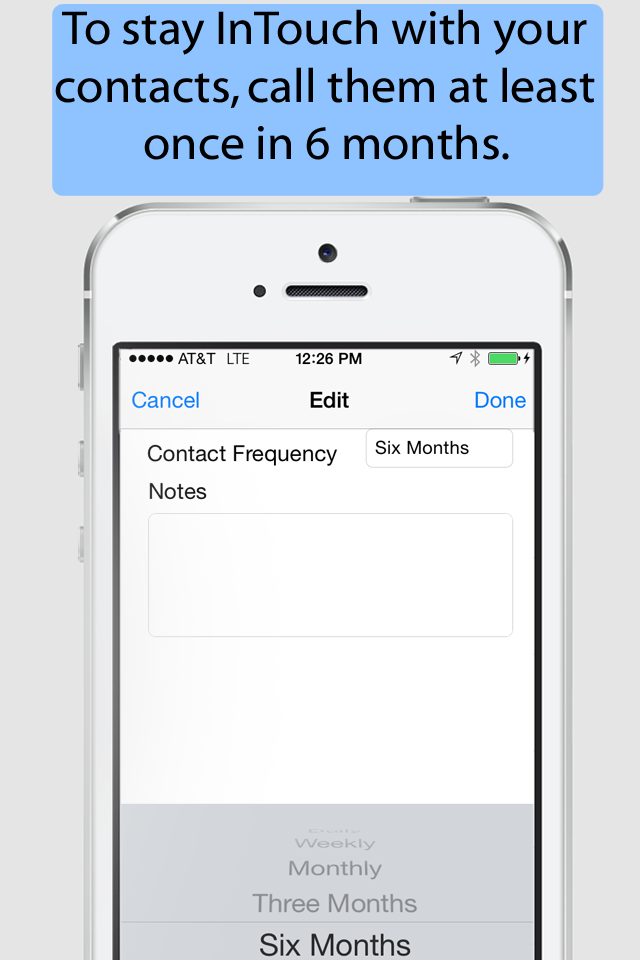 To stay InTouch with your
contacts, call them at least
once in 6 months.
AT&T LTE 12:26 PM
Cancel Edit Done
Contact Frequency Six Months
Notes
Weekly
Monthly
Three Months
Six Months